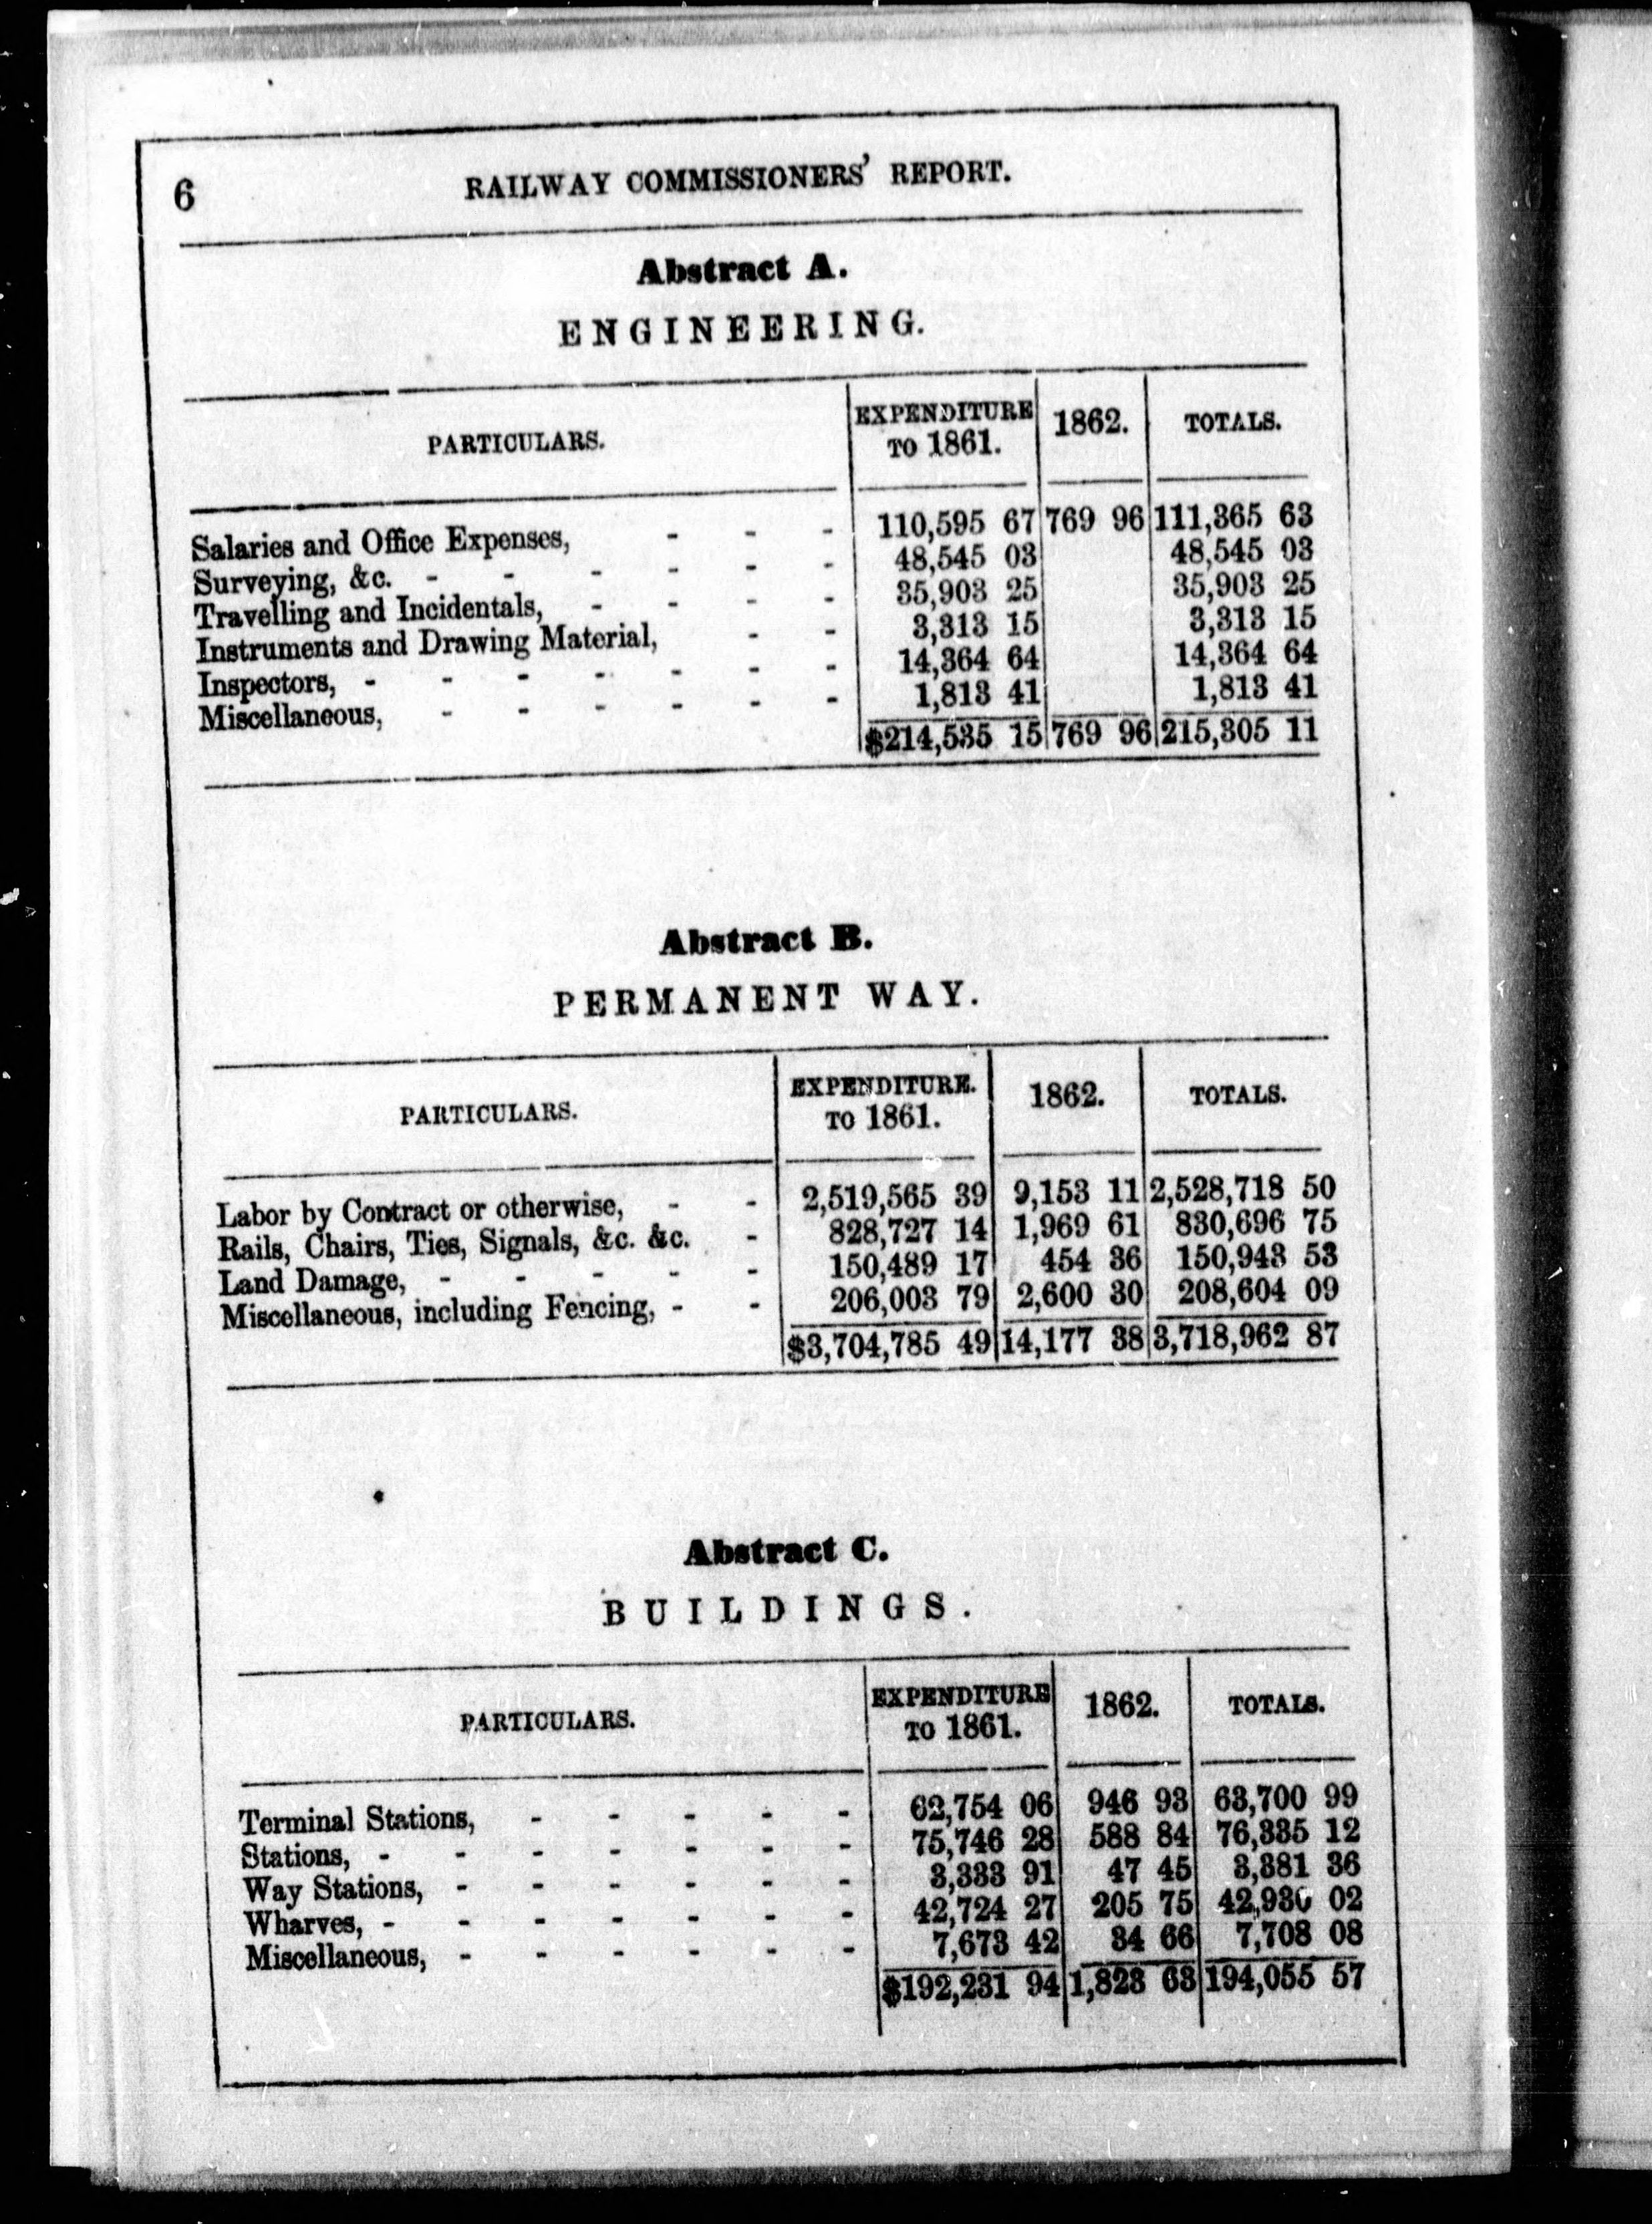 6 RAILWAY COMMISSIONERS' REPORT.
Abstract A.
ENGINEERING.
PARTICULARS. EXPENDITURE TO 1861. 1862. TOTALS.
Salaries and Office Expenses, - - - 110,595 67 769 96 111,365 63
Surveying, &c. - - - - - - 48,545 03 48,545 03
Travelling and Incidentals, - - - - 35,903 25 35,903 25
Instruments and Drawing Material, - - 3,313 15 3,313 15
Inspectors, - - - - - - - 14,364 64 14,364 64
Miscellaneous, - - - - - - 1,813 41 1,813 41
$214,535 15 769 96 215,305 11
Abstract B.
PERMANENT WAY.
PARTICULARS. EXPENDITURE. TO 1861. 1862. TOTALS.
Labor by Contract or otherwise, - - 2,519,565 39 9,153 11 2,528,718 50
Rails, Chairs, Ties, Signals, &c. &c. - 828,727 14 1,969 61 830,696 75
Land Damage, - - - - - 150,489 17 454 36 150,943 53
Miscellaneous, including Fencing, - - 206,003 79 2,600 30 208,604 09
$3,704,785 49 14,177 38 3,718,962 87
Abstract C.
BUILDINGS.
PARTICULARS. EXPENDITURE TO 1861. 1862. TOTALS.
Terminal Stations, - - - - - 62,754 06 946 93 63,700 99
Stations, - - - - - - - 75,746 28 588 84 76,335 12
Way Stations, - - - - - - 3,333 91 47 45 3,381 36
Wharves, - - - - - - - 42,724 27 205 75 42,930 02
Miscellaneous, - - - - - - 7,673 42 34 66 7,708 08
$192,231 94 1,823 63 194,055 57